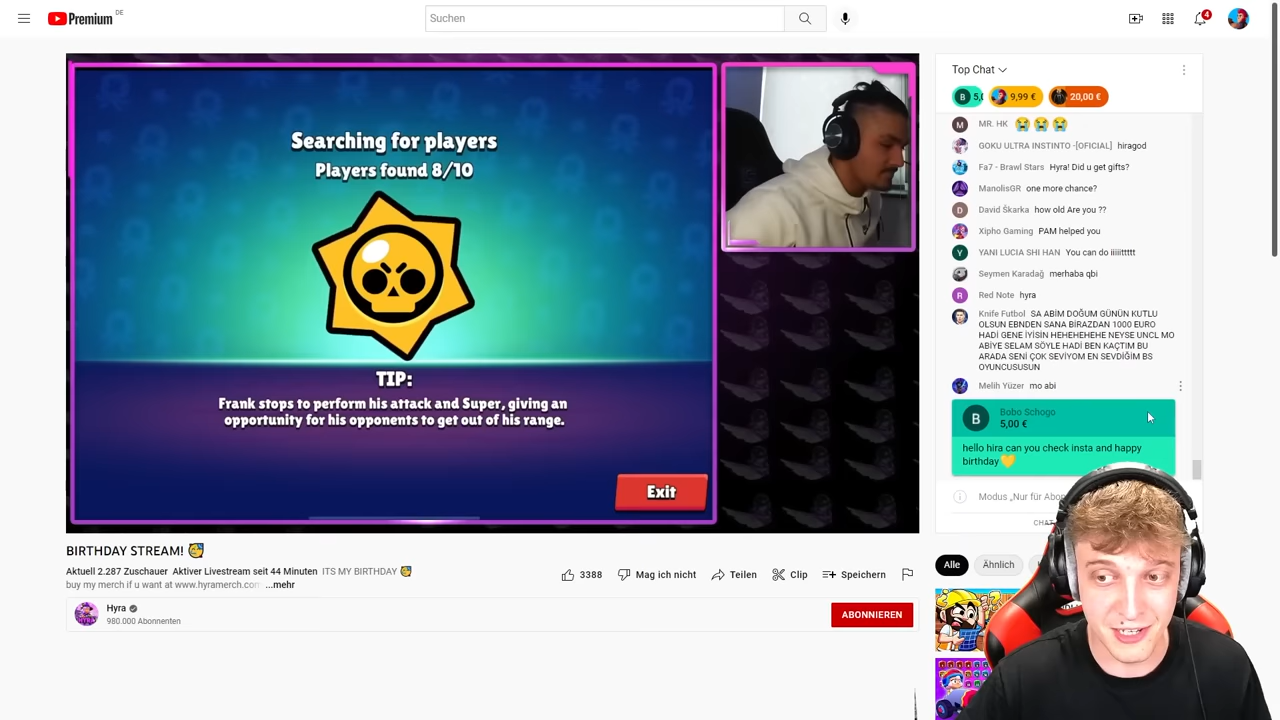 Premium DE
Suchen
4
Searching for players
Players found 8/10
TIP:
Frank stops to perform his attack and Super, giving an
opportunity for his opponents to get out of his range.
Exit
Top Chat
B 9,99 € 20,00 €
M MR. HK 😭😭😭
GOKU ULTRA INSTINTO -[OFICIAL] hiragod
Fa7 - Brawl Stars Hyra! Did u get gifts?
ManolisGR one more chance?
D David Škarka how old Are you ??
Xipho Gaming PAM helped you
Y YANI LUCIA SHI HAN You can do iiiiittttt
Seymen Karadağ merhaba qbi
R Red Note hyra
Knife Futbol SA ABİM DOĞUM GÜNÜN KUTLU
OLSUN EBNDEN SANA BİRAZDAN 1000 EURO
HADİ GENE İYİSİN HEHEHEHEHE NEYSE UNCL MO
ABİYE SELAM SÖYLE HADİ BEN KAÇTIM BU
ARADA SENİ ÇOK SEVİYOM EN SEVDİĞİM BS
OYUNCUSUSUN
Melih Yüzer mo abi
B Bobo Schogo
5,00 €
hello hira can you check insta and happy
birthday💛
Modus „Nur für
CHAT
BIRTHDAY STREAM! 🥳
Aktuell 2.287 Zuschauer Aktiver Livestream seit 44 Minuten ITS MY BIRTHDAY 🥳
buy my merch if u want at www.hyramerch.com ...mehr
3388 Mag ich nicht Teilen Clip Speichern
Hyra
980.000 Abonnenten
ABONNIEREN
Alle Ähnlich